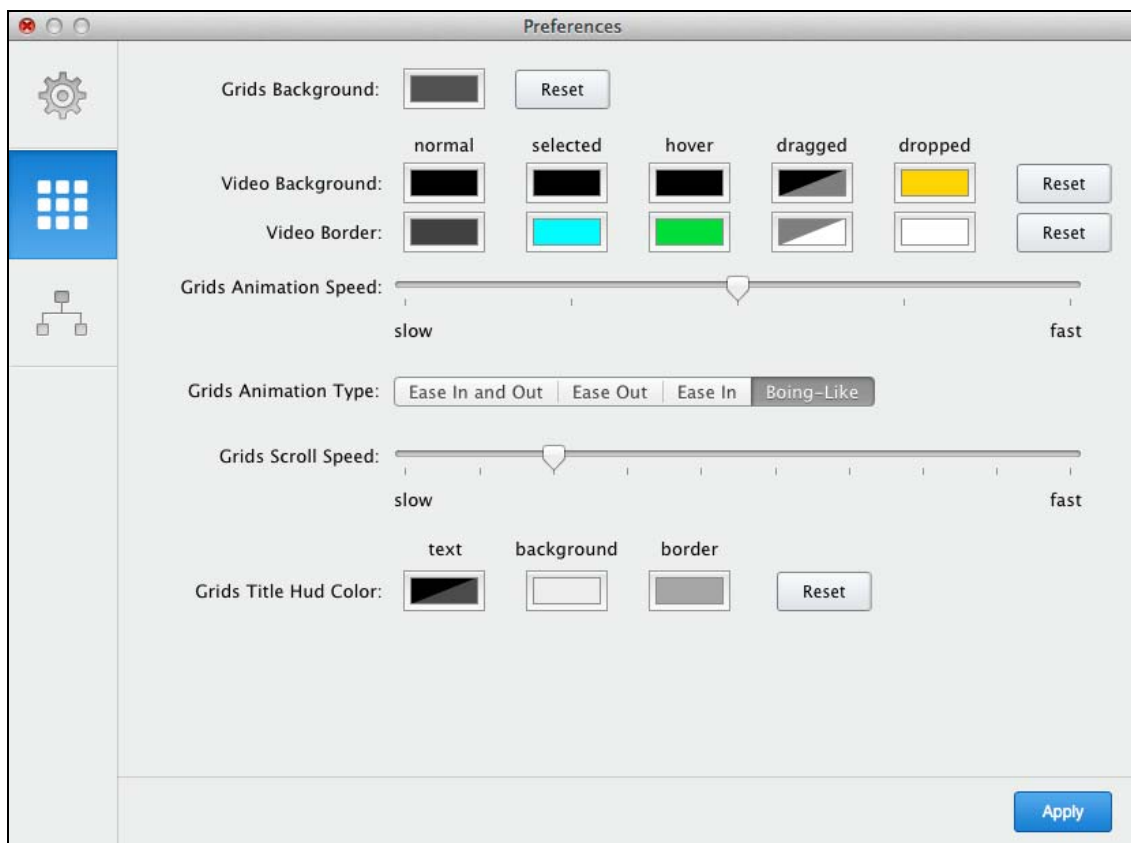 Preferences
Grids Background: Reset
normal selected hover dragged dropped
Video Background: Reset
Video Border: Reset
Grids Animation Speed:
slow fast
Grids Animation Type: Ease In and Out Ease Out Ease In Boing-Like
Grids Scroll Speed:
slow fast
text background border
Grids Title Hud Color: Reset
Apply